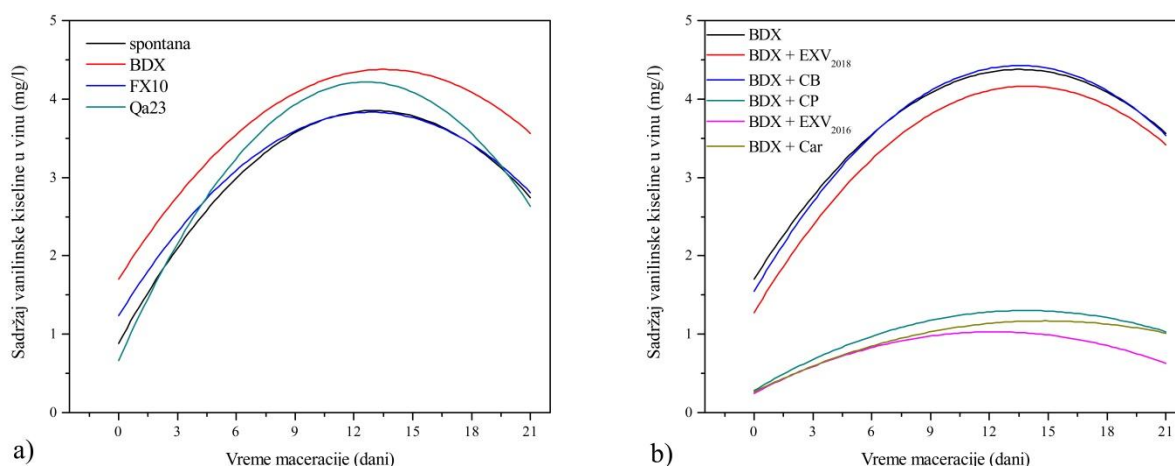 Sadržaj vanilinske kiseline u vinu (mg/l)
5
4
3
2
1
0
spontana
BDX
FX10
Qa23
0 3 6 9 12 15 18 21
Vreme maceracije (dani)
a)
Sadržaj vanilinske kiseline u vinu (mg/l)
5
4
3
2
1
0
BDX
BDX + EXV2018
BDX + CB
BDX + CP
BDX + EXV2016
BDX + Car
0 3 6 9 12 15 18 21
Vreme maceracije (dani)
b)